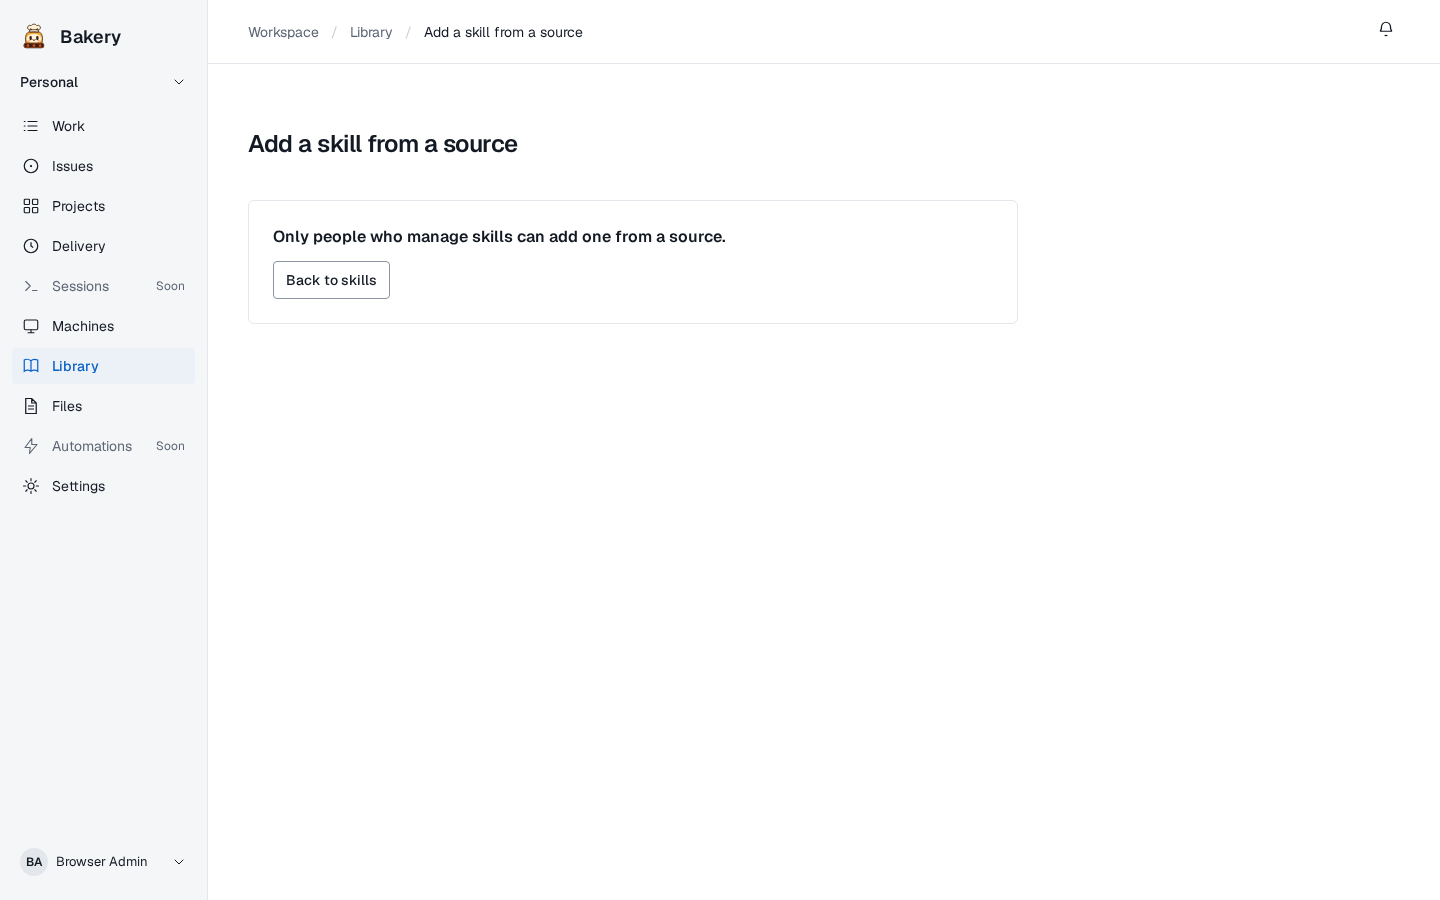 Bakery
Personal
Work
Issues
Projects
Delivery
Sessions Soon
Machines
Library
Files
Automations Soon
Settings
BA Browser Admin
Workspace / Library / Add a skill from a source
Add a skill from a source
Only people who manage skills can add one from a source.
Back to skills